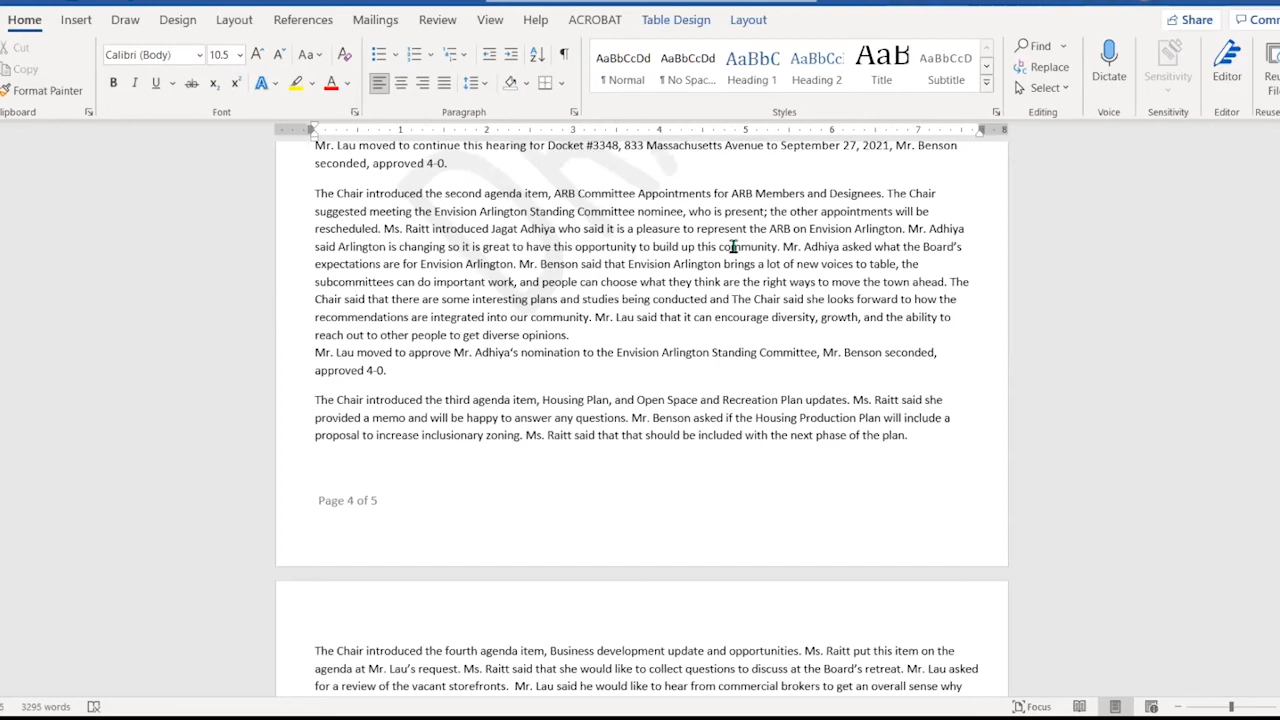 Home Insert Draw Design Layout References Mailings Review View Help ACROBAT Table Design Layout Share Comm
Cut
Copy
Format Painter
lipboard
Calibri (Body) 10.5
Font
Paragraph
AaBbCcDd AaBbCcDd AaBbC AaBbCc AaB AaBbCcD
¶ Normal ¶ No Spac... Heading 1 Heading 2 Title Subtitle
Styles
Find
Replace
Select
Editing
Dictate
Voice
Sensitivity
Sensitivity
Editor
Editor
Reu
File
Reuse
1 2 3 4 5 6 7 8
Mr. Lau moved to continue this hearing for Docket #3348, 833 Massachusetts Avenue to September 27, 2021, Mr. Benson
seconded, approved 4-0.
The Chair introduced the second agenda item, ARB Committee Appointments for ARB Members and Designees. The Chair
suggested meeting the Envision Arlington Standing Committee nominee, who is present; the other appointments will be
rescheduled. Ms. Raitt introduced Jagat Adhiya who said it is a pleasure to represent the ARB on Envision Arlington. Mr. Adhiya
said Arlington is changing so it is great to have this opportunity to build up this community. Mr. Adhiya asked what the Board's
expectations are for Envision Arlington. Mr. Benson said that Envision Arlington brings a lot of new voices to table, the
subcommittees can do important work, and people can choose what they think are the right ways to move the town ahead. The
Chair said that there are some interesting plans and studies being conducted and The Chair said she looks forward to how the
recommendations are integrated into our community. Mr. Lau said that it can encourage diversity, growth, and the ability to
reach out to other people to get diverse opinions.
Mr. Lau moved to approve Mr. Adhiya's nomination to the Envision Arlington Standing Committee, Mr. Benson seconded,
approved 4-0.
The Chair introduced the third agenda item, Housing Plan, and Open Space and Recreation Plan updates. Ms. Raitt said she
provided a memo and will be happy to answer any questions. Mr. Benson asked if the Housing Production Plan will include a
proposal to increase inclusionary zoning. Ms. Raitt said that that should be included with the next phase of the plan.
Page 4 of 5
The Chair introduced the fourth agenda item, Business development update and opportunities. Ms. Raitt put this item on the
agenda at Mr. Lau's request. Ms. Raitt said that she would like to collect questions to discuss at the Board's retreat. Mr. Lau asked
for a review of the vacant storefronts. Mr. Lau said he would like to hear from commercial brokers to get an overall sense why
5 3295 words Focus